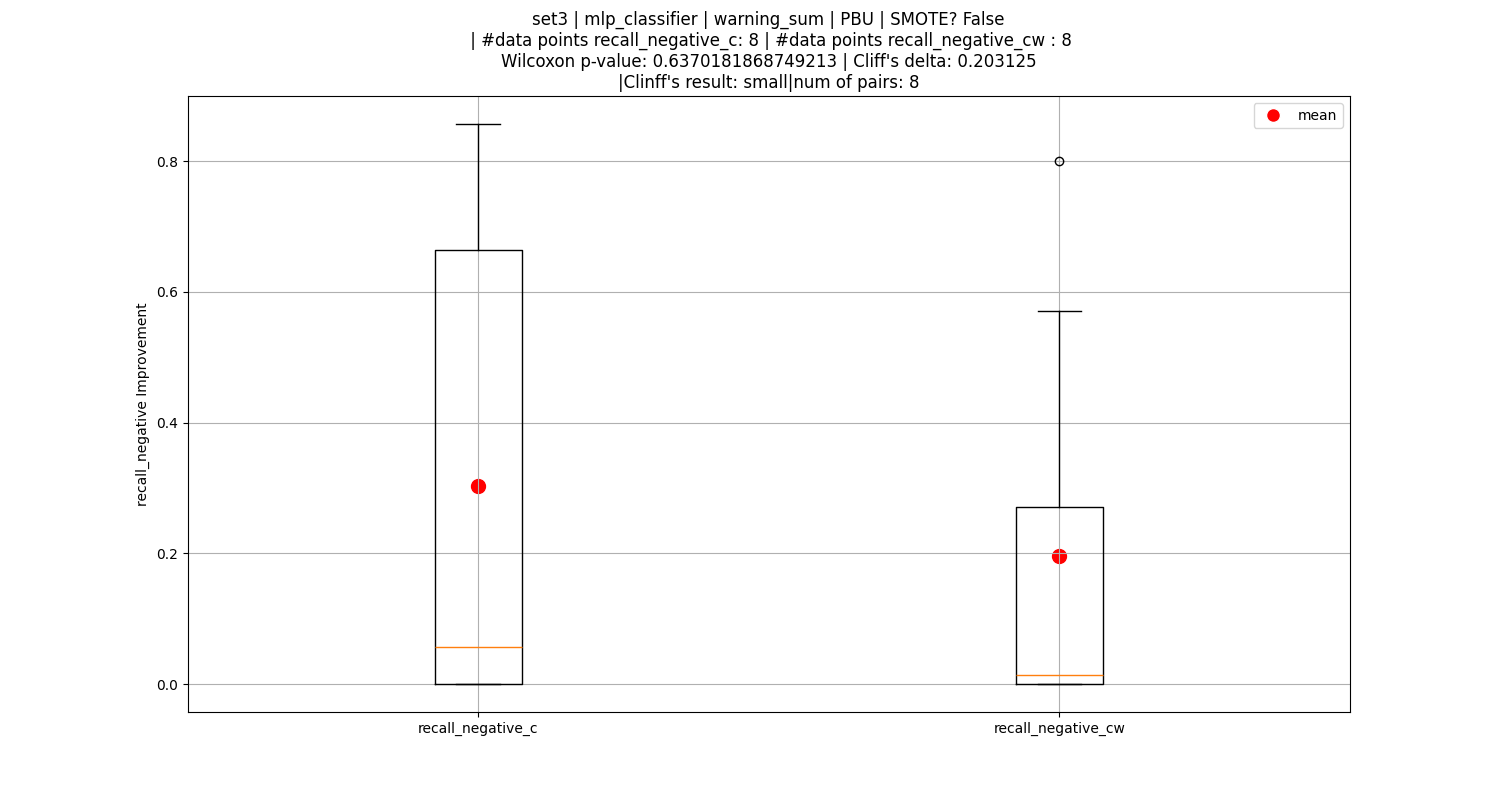 set3 | mlp_classifier | warning_sum | PBU | SMOTE? False
| #data points recall_negative_c: 8 | #data points recall_negative_cw : 8
Wilcoxon p-value: 0.6370181868749213 | Cliff's delta: 0.203125
|Clinff's result: small|num of pairs: 8
mean
recall_negative Improvement
0.8
0.6
0.4
0.2
0.0
recall_negative_c
recall_negative_cw